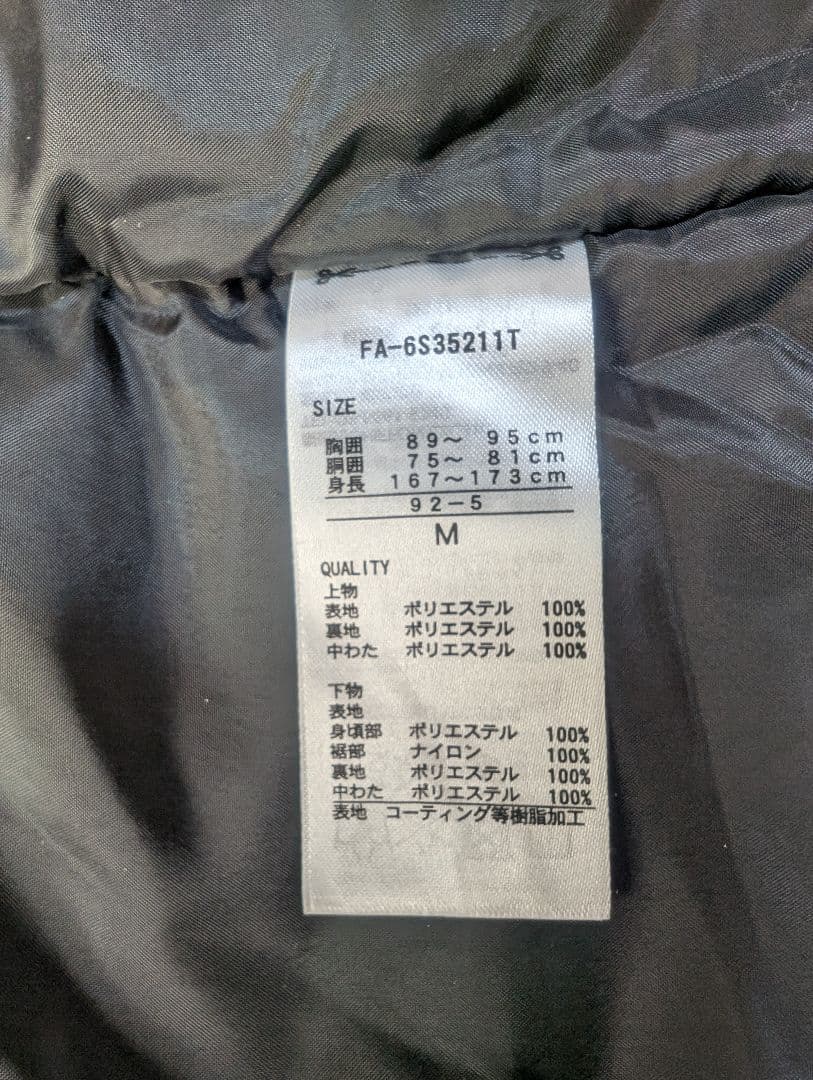 FA-6S35211T
SIZE
胸囲 89〜 95cm
胴囲 75〜 81cm
身長 167〜173cm
92-5
M
QUALITY
上物
表地 ポリエステル 100%
裏地 ポリエステル 100%
中わた ポリエステル 100%
下物
表地
身頃部 ポリエステル 100%
裾部 ナイロン 100%
裏地 ポリエステル 100%
中わた ポリエステル 100%
表地 コーティング等樹脂加工